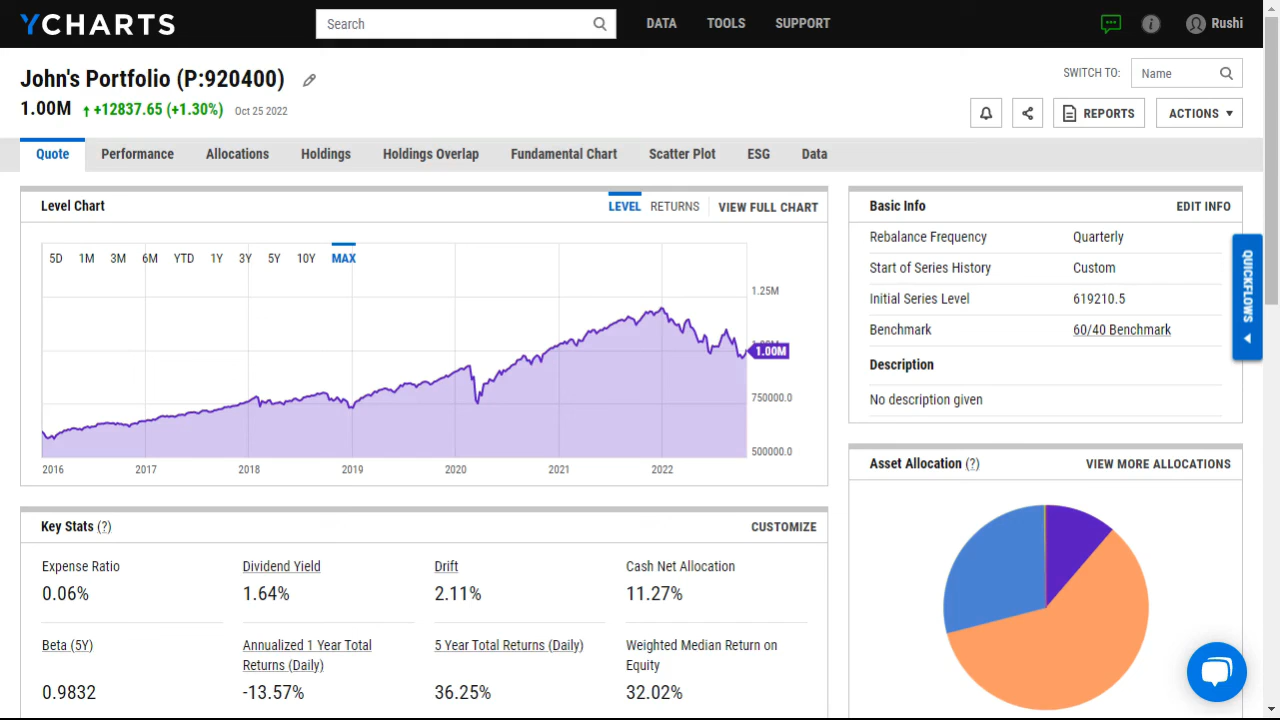 YCHARTS
Search
DATA TOOLS SUPPORT
Rushi
John's Portfolio (P:920400)
1.00M +12837.65 (+1.30%) Oct 25 2022
SWITCH TO: Name
REPORTS ACTIONS
Quote Performance Allocations Holdings Holdings Overlap Fundamental Chart Scatter Plot ESG Data
Level Chart LEVEL RETURNS VIEW FULL CHART
5D 1M 3M 6M YTD 1Y 3Y 5Y 10Y MAX
1.25M
1.00M
750000.0
500000.0
2016 2017 2018 2019 2020 2021 2022
Basic Info EDIT INFO
Rebalance Frequency Quarterly
Start of Series History Custom
Initial Series Level 619210.5
Benchmark 60/40 Benchmark
Description
No description given
QUICKFLOWS
Key Stats (?) CUSTOMIZE
Expense Ratio Dividend Yield Drift Cash Net Allocation
0.06% 1.64% 2.11% 11.27%
Beta (5Y) Annualized 1 Year Total 5 Year Total Returns (Daily) Weighted Median Return on
Returns (Daily) Equity
0.9832 -13.57% 36.25% 32.02%
Asset Allocation (?) VIEW MORE ALLOCATIONS